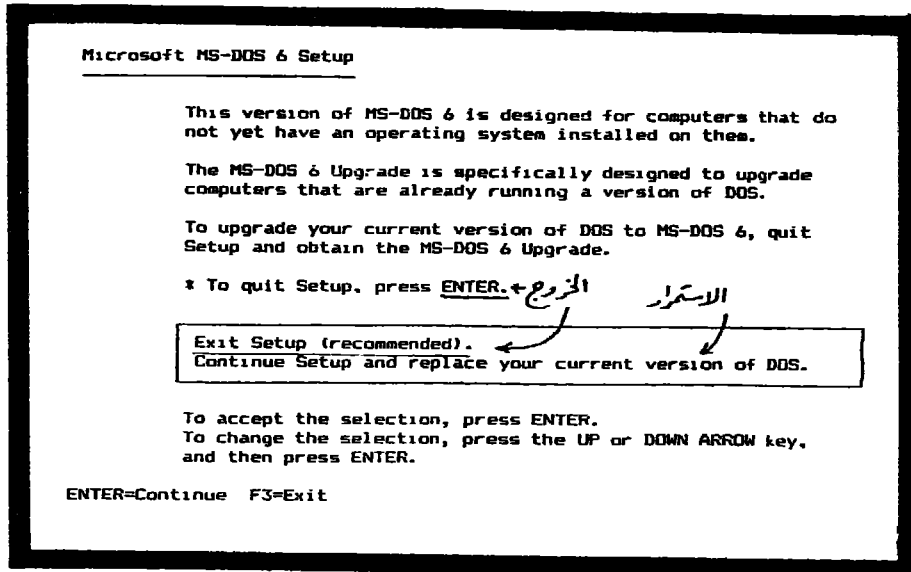 Microsoft MS-DOS 6 Setup
This version of MS-DOS 6 is designed for computers that do
not yet have an operating system installed on them.
The MS-DOS 6 Upgrade is specifically designed to upgrade
computers that are already running a version of DOS.
To upgrade your current version of DOS to MS-DOS 6, quit
Setup and obtain the MS-DOS 6 Upgrade.
* To quit Setup, press ENTER. ← الخروج
الاستمرار
Exit Setup (recommended).
Continue Setup and replace your current version of DOS.
To accept the selection, press ENTER.
To change the selection, press the UP or DOWN ARROW key,
and then press ENTER.
ENTER=Continue F3=Exit